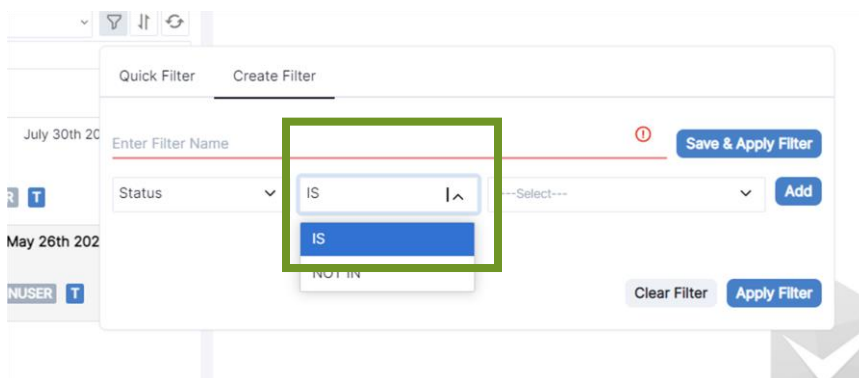 Quick Filter Create Filter
July 30th 20
Enter Filter Name
Save & Apply Filter
Status IS ---Select--- Add
T
IS
May 26th 202
NOT IN
NUSER T
Clear Filter Apply Filter